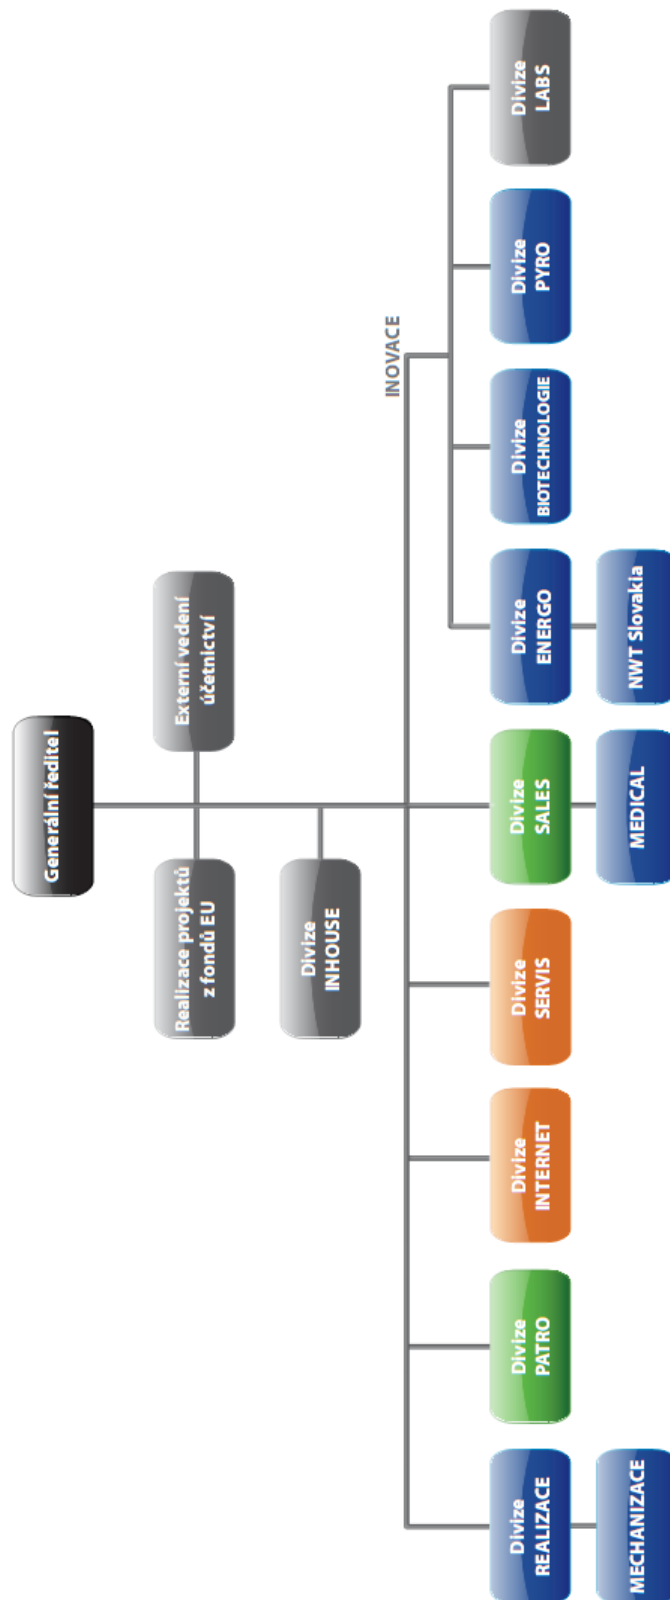 Generální ředitel
Realizace projektů
z fondů EU
Externí vedení
účetnictví
Divize
INHOUSE
INOVACE
Divize
REALIZACE
Divize
PATRO
Divize
INTERNET
Divize
SERVIS
Divize
SALES
Divize
ENERGO
Divize
BIOTECHNOLOGIE
Divize
PYRO
Divize
LABS
MECHANIZACE
MEDICAL
NWT Slovakia